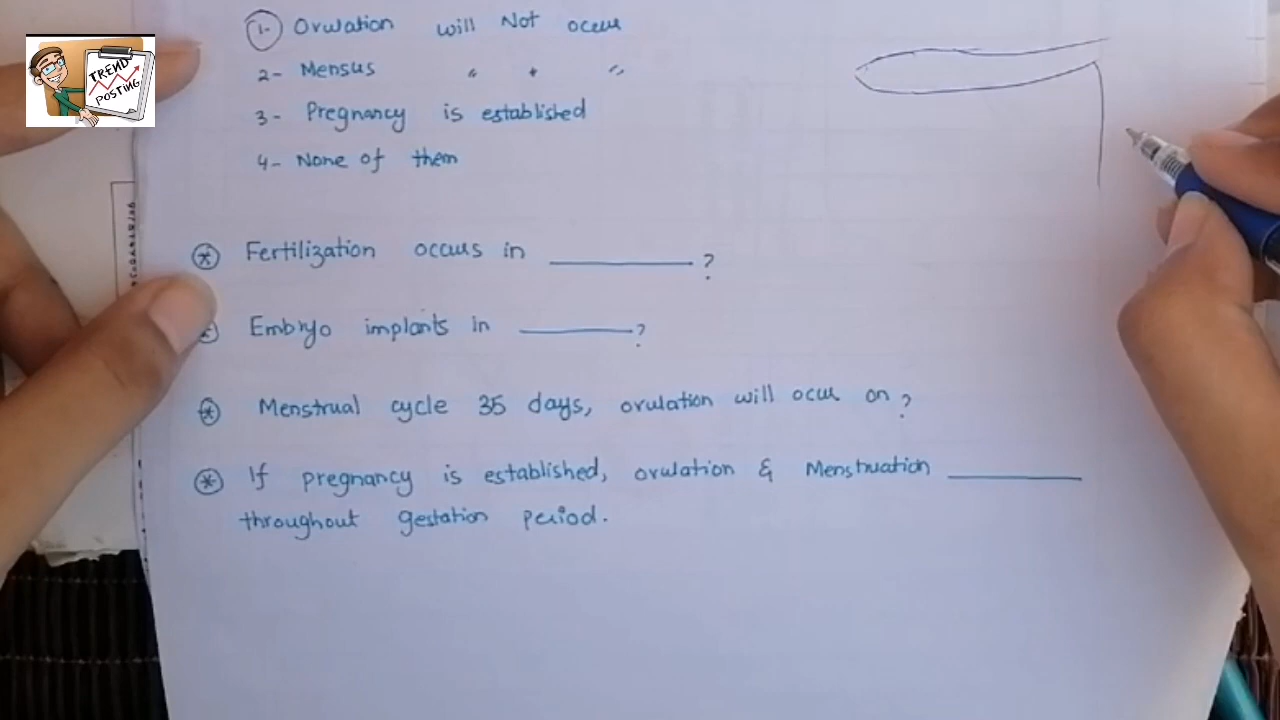 1- Ovulation will Not occur
2- Mensus " " "
3- Pregnancy is established
4- None of them
TREND
POSTING
* Fertilization occurs in ________?
Embryo implants in ________?
* Menstrual cycle 35 days, ovulation will ocur on?
* If pregnancy is established, ovulation & Menstruation ________
throughout gestation period.